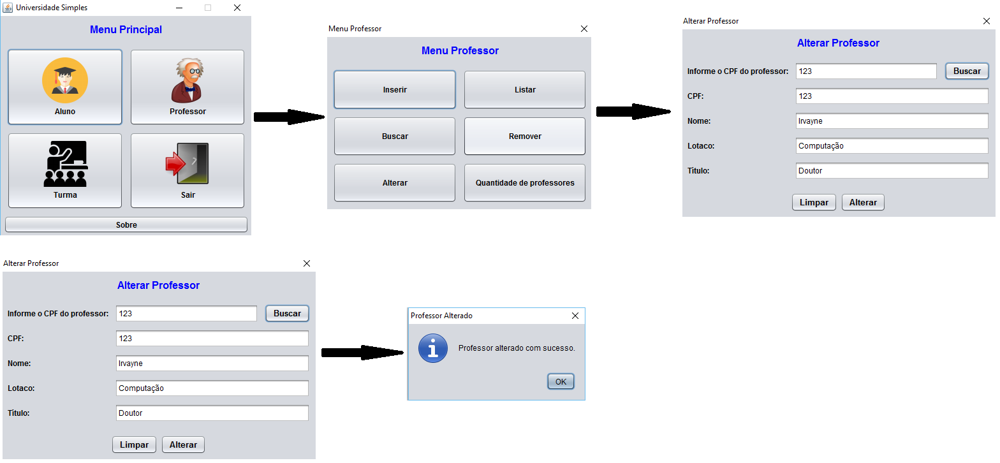 Universidade Simples
Menu Principal
Aluno
Professor
Turma
Sair
Sobre
Menu Professor
Menu Professor
Inserir
Listar
Buscar
Remover
Alterar
Quantidade de professores
Alterar Professor
Alterar Professor
Informe o CPF do professor: 123 Buscar
CPF: 123
Nome: Irvayne
Lotaco: Computação
Título: Doutor
Limpar Alterar
Alterar Professor
Alterar Professor
Informe o CPF do professor: 123 Buscar
CPF: 123
Nome: Irvayne
Lotaco: Computação
Título: Doutor
Limpar Alterar
Professor Alterado
Professor alterado com sucesso.
OK